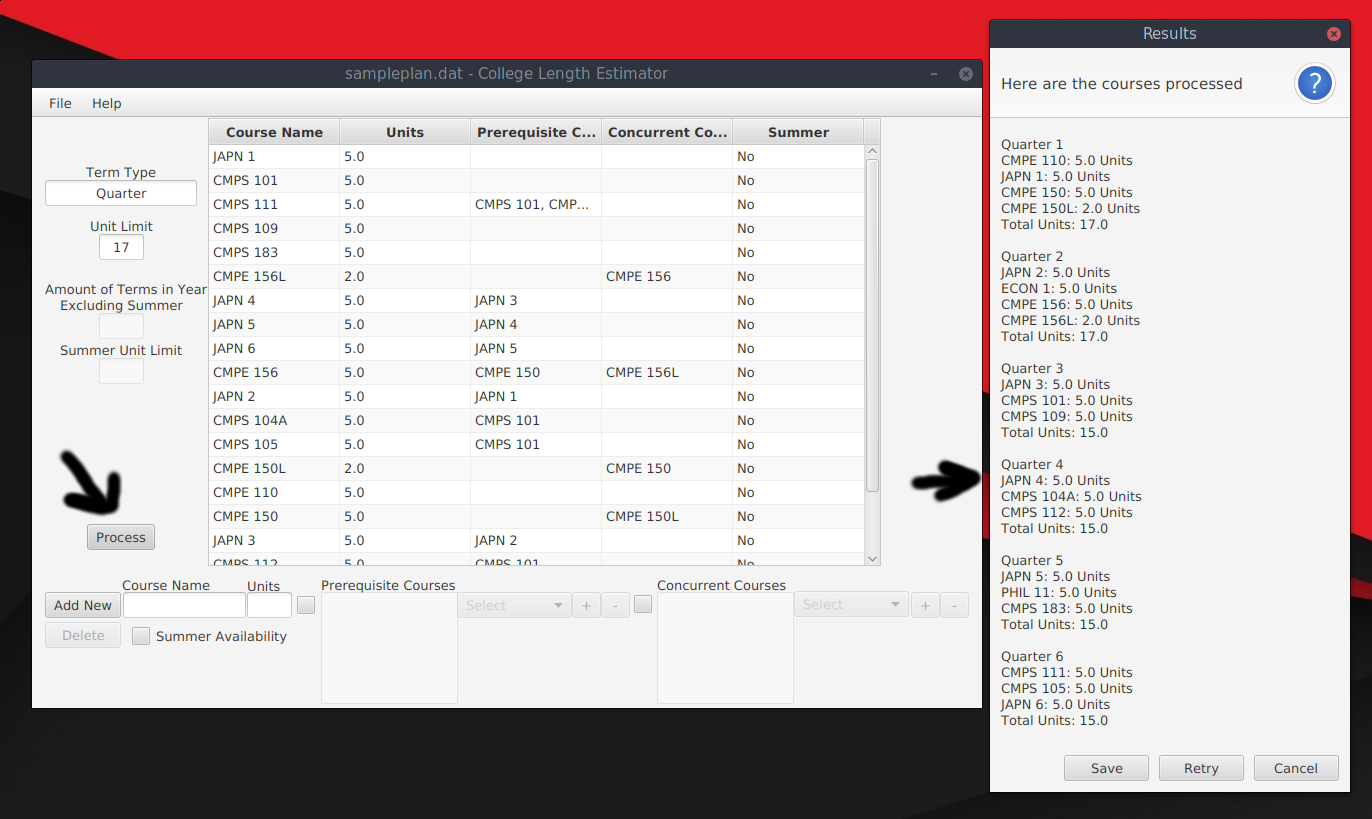 sampleplan.dat - College Length Estimator
File Help
Term Type
Quarter
Unit Limit
17
Amount of Terms in Year
Excluding Summer
Summer Unit Limit
Process
Course Name Units Prerequisite C... Concurrent Co... Summer
JAPN 1 5.0 No
CMPS 101 5.0 No
CMPS 111 5.0 CMPS 101, CMP... No
CMPS 109 5.0 No
CMPS 183 5.0 No
CMPE 156L 2.0 CMPE 156 No
JAPN 4 5.0 JAPN 3 No
JAPN 5 5.0 JAPN 4 No
JAPN 6 5.0 JAPN 5 No
CMPE 156 5.0 CMPE 150 CMPE 156L No
JAPN 2 5.0 JAPN 1 No
CMPS 104A 5.0 CMPS 101 No
CMPS 105 5.0 CMPS 101 No
CMPE 150L 2.0 CMPE 150 No
CMPE 110 5.0 No
CMPE 150 5.0 CMPE 150L No
JAPN 3 5.0 JAPN 2 No
CMPS 112 5.0 CMPS 101 No
Course Name Units Prerequisite Courses Concurrent Courses
Add New Select + - Select + -
Delete Summer Availability
Results
Here are the courses processed
?
Quarter 1
CMPE 110: 5.0 Units
JAPN 1: 5.0 Units
CMPE 150: 5.0 Units
CMPE 150L: 2.0 Units
Total Units: 17.0
Quarter 2
JAPN 2: 5.0 Units
ECON 1: 5.0 Units
CMPE 156: 5.0 Units
CMPE 156L: 2.0 Units
Total Units: 17.0
Quarter 3
JAPN 3: 5.0 Units
CMPS 101: 5.0 Units
CMPS 109: 5.0 Units
Total Units: 15.0
Quarter 4
JAPN 4: 5.0 Units
CMPS 104A: 5.0 Units
CMPS 112: 5.0 Units
Total Units: 15.0
Quarter 5
JAPN 5: 5.0 Units
PHIL 11: 5.0 Units
CMPS 183: 5.0 Units
Total Units: 15.0
Quarter 6
CMPS 111: 5.0 Units
CMPS 105: 5.0 Units
JAPN 6: 5.0 Units
Total Units: 15.0
Save Retry Cancel